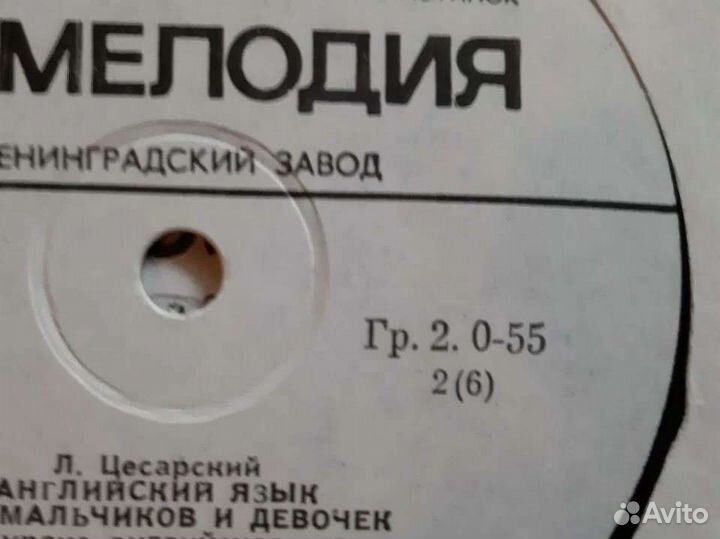 МЕЛОДИЯ
ЕНИНГРАДСКИЙ ЗАВОД
Гр. 2. 0-55
2(6)
Л. Цесарский
АНГЛИЙСКИЙ ЯЗЫК
МАЛЬЧИКОВ И ДЕВОЧЕК
Avito